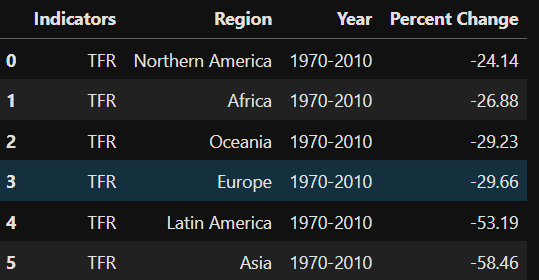 Indicators Region Year Percent Change
0 TFR Northern America 1970-2010 -24.14
1 TFR Africa 1970-2010 -26.88
2 TFR Oceania 1970-2010 -29.23
3 TFR Europe 1970-2010 -29.66
4 TFR Latin America 1970-2010 -53.19
5 TFR Asia 1970-2010 -58.46